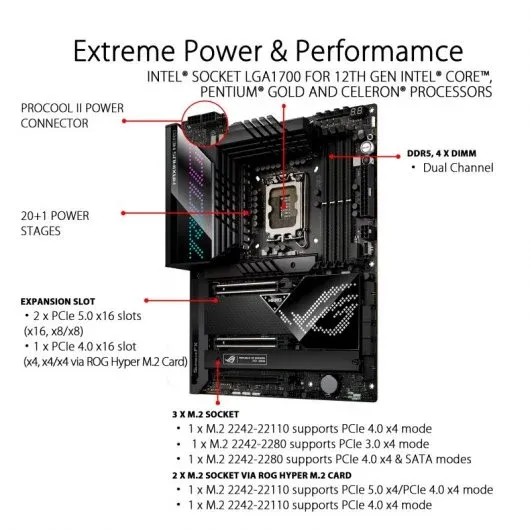 Extreme Power & Performamce
INTEL® SOCKET LGA1700 FOR 12TH GEN INTEL® CORE™,
PENTIUM® GOLD AND CELERON® PROCESSORS
PROCOOL II POWER
CONNECTOR
DDR5, 4 X DIMM
• Dual Channel
20+1 POWER
STAGES
EXPANSION SLOT
• 2 x PCIe 5.0 x16 slots
(x16, x8/x8)
• 1 x PCIe 4.0 x16 slot
(x4, x4/x4 via ROG Hyper M.2 Card)
3 X M.2 SOCKET
• 1 x M.2 2242-22110 supports PCIe 4.0 x4 mode
• 1 x M.2 2242-2280 supports PCIe 3.0 x4 mode
• 1 x M.2 2242-2280 supports PCIe 4.0 x4 & SATA modes
2 X M.2 SOCKET VIA ROG HYPER M.2 CARD
• 1 x M.2 2242-22110 supports PCIe 5.0 x4/PCIe 4.0 x4 mode
• 1 x M.2 2242-22110 supports PCIe 4.0 x4 mode